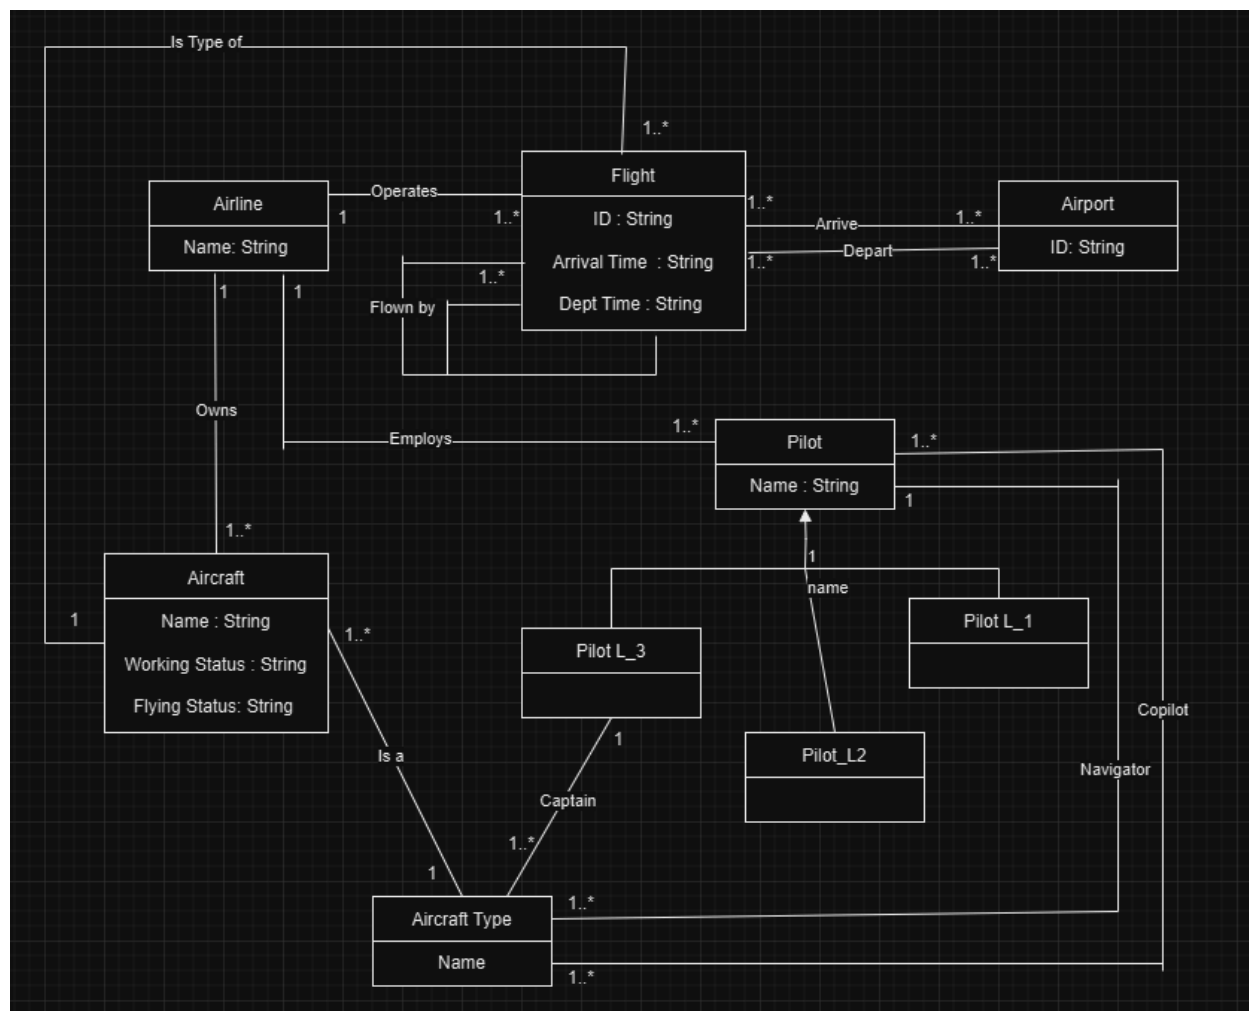 Is Type of
1..*
Flight
ID : String
Arrival Time : String
Dept Time : String
Airline
Name: String
Operates
1
1..*
1..*
Arrive
1..*
Airport
ID: String
1..*
Depart
1..*
1..*
Flown by
1
1
Owns
Employs
1..*
Pilot
Name : String
1..*
1
1..*
Aircraft
Name : String
Working Status : String
Flying Status: String
1
1..*
1
name
Pilot L_3
Pilot L_1
Pilot_L2
1
Copilot
Navigator
Is a
Captain
1..*
1
Aircraft Type
Name
1..*
1..*